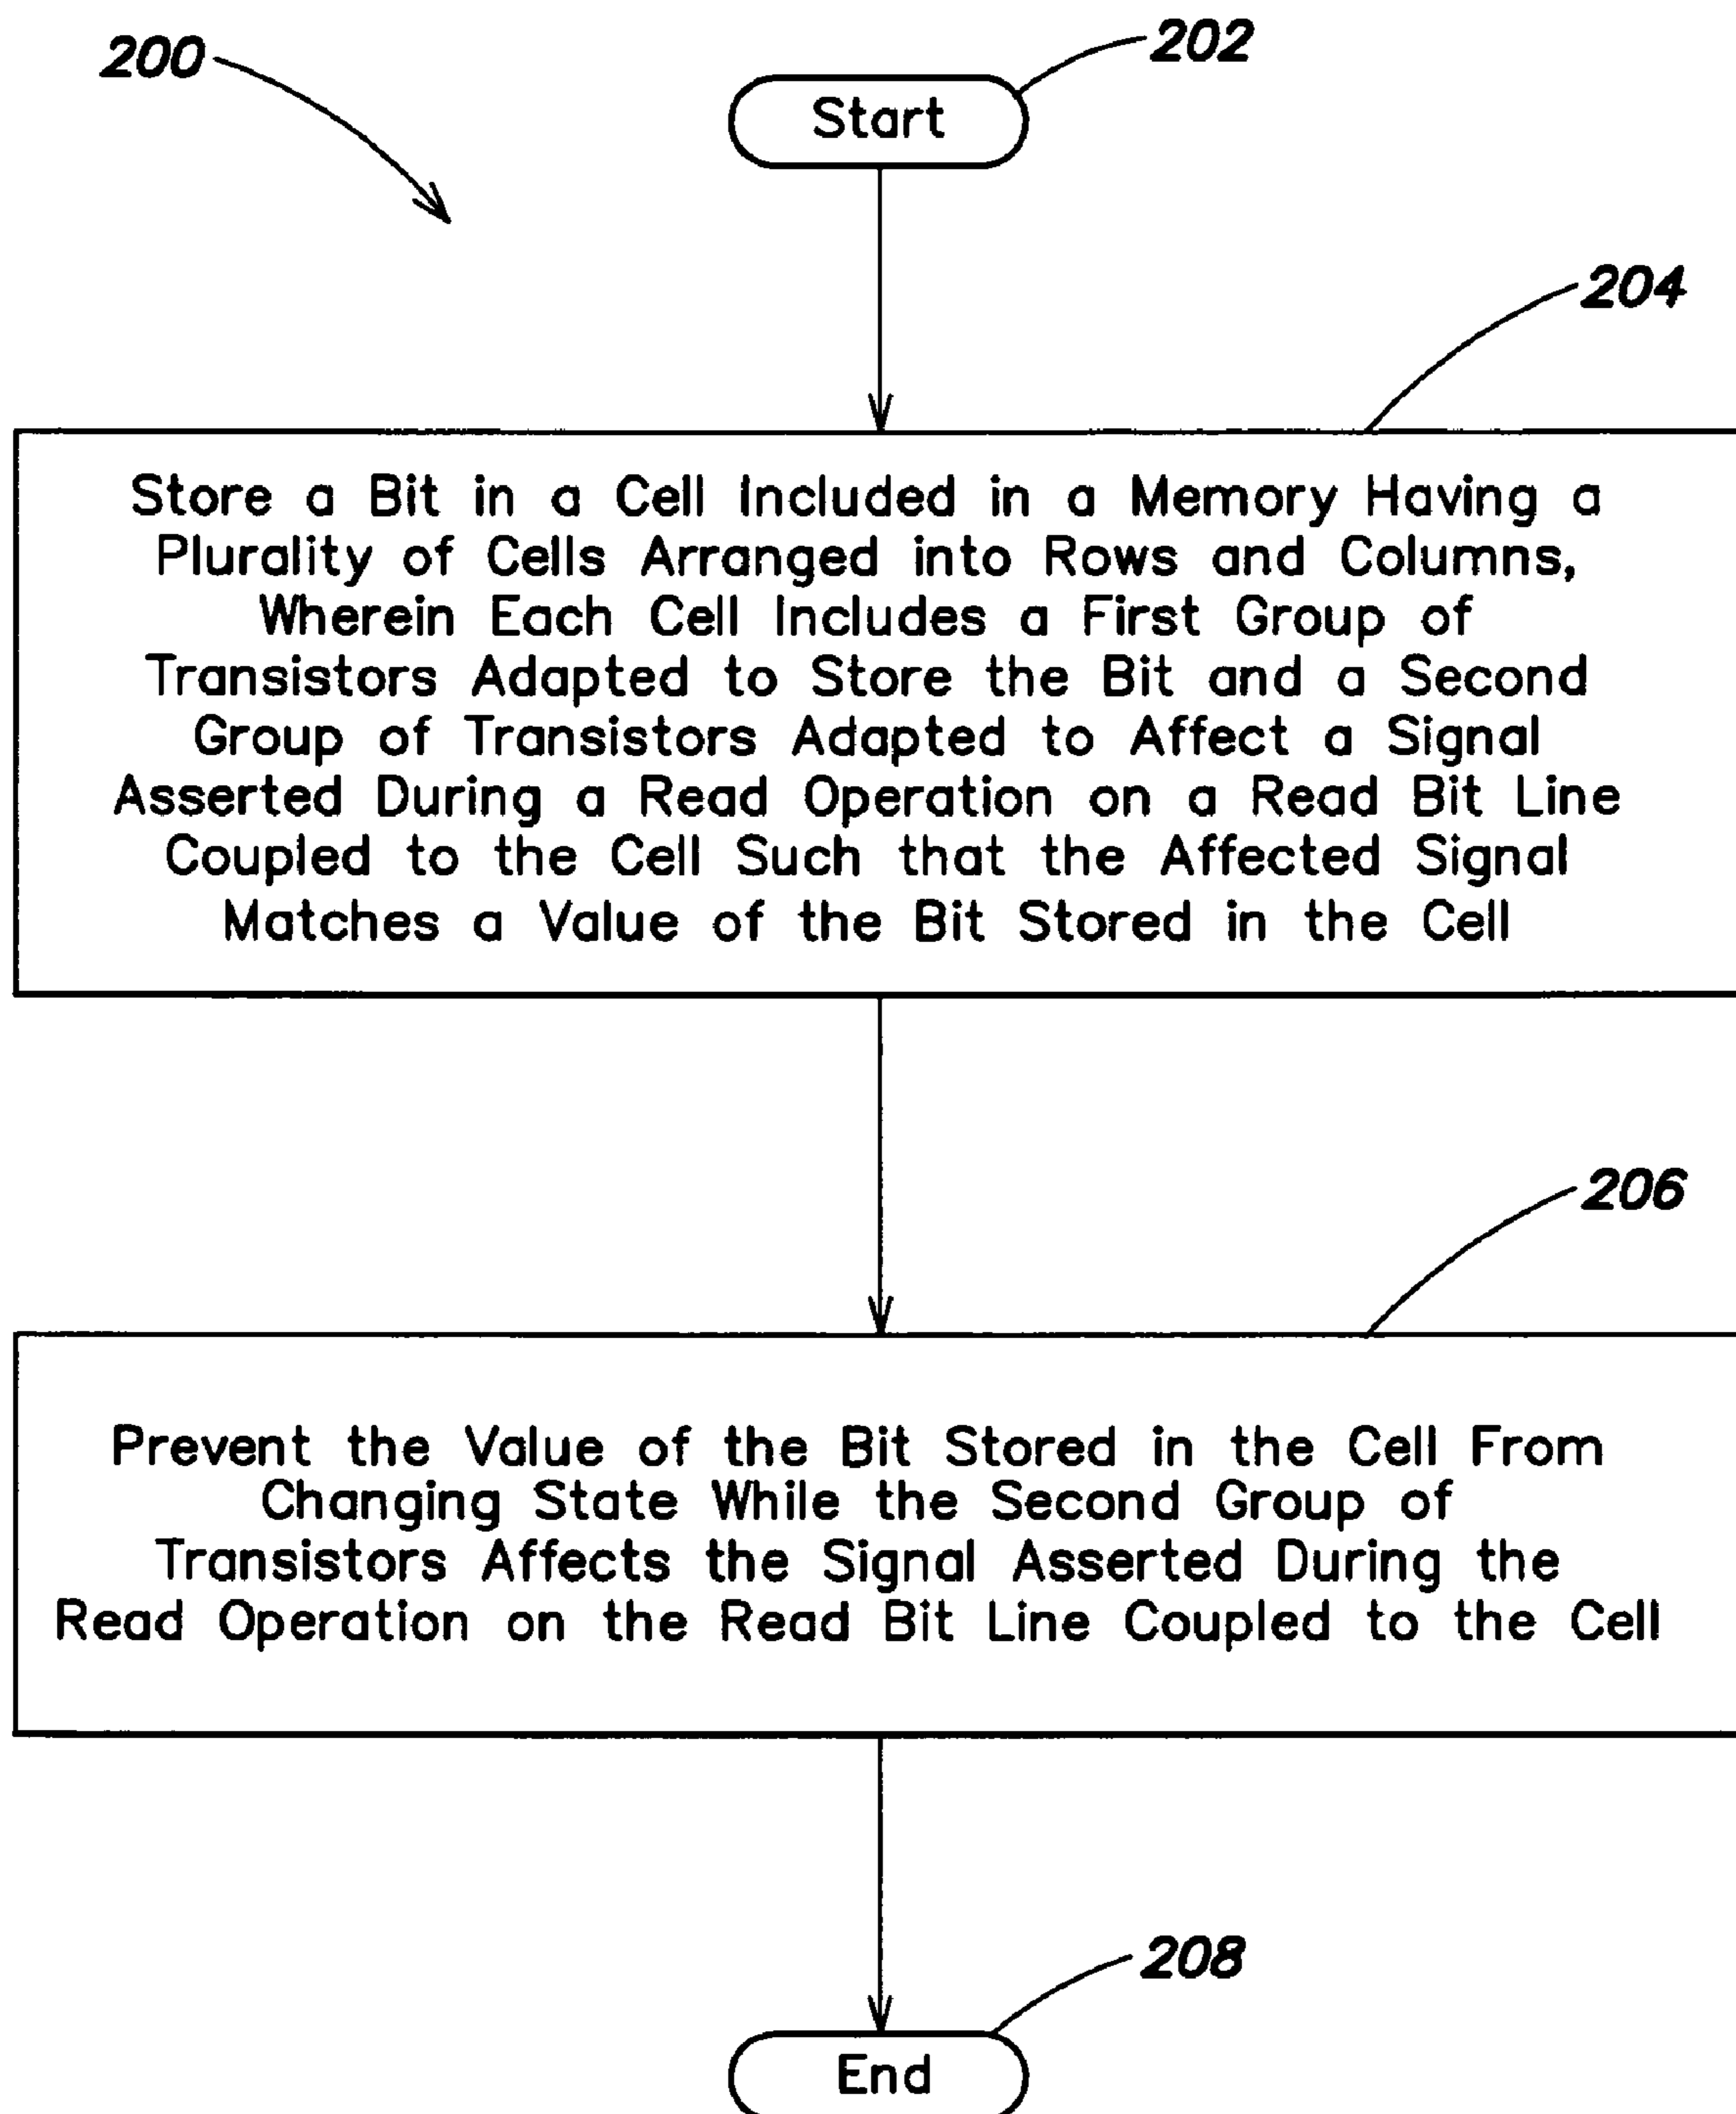 200
202
Start
204
Store a Bit in a Cell Included in a Memory Having a
Plurality of Cells Arranged into Rows and Columns,
Wherein Each Cell Includes a First Group of
Transistors Adapted to Store the Bit and a Second
Group of Transistors Adapted to Affect a Signal
Asserted During a Read Operation on a Read Bit Line
Coupled to the Cell Such that the Affected Signal
Matches a Value of the Bit Stored in the Cell
206
Prevent the Value of the Bit Stored in the Cell From
Changing State While the Second Group of
Transistors Affects the Signal Asserted During the
Read Operation on the Read Bit Line Coupled to the Cell
208
End